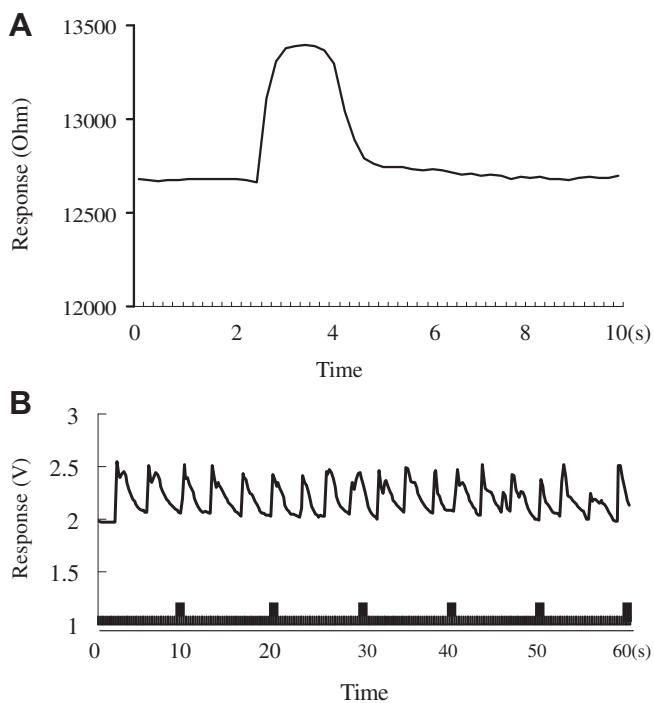 A
13500
13000
12500
12000
Response (Ohm)
0 2 4 6 8 10(s)
Time
B
3
2.5
2
1.5
1
Response (V)
0 10 20 30 40 50 60(s)
Time